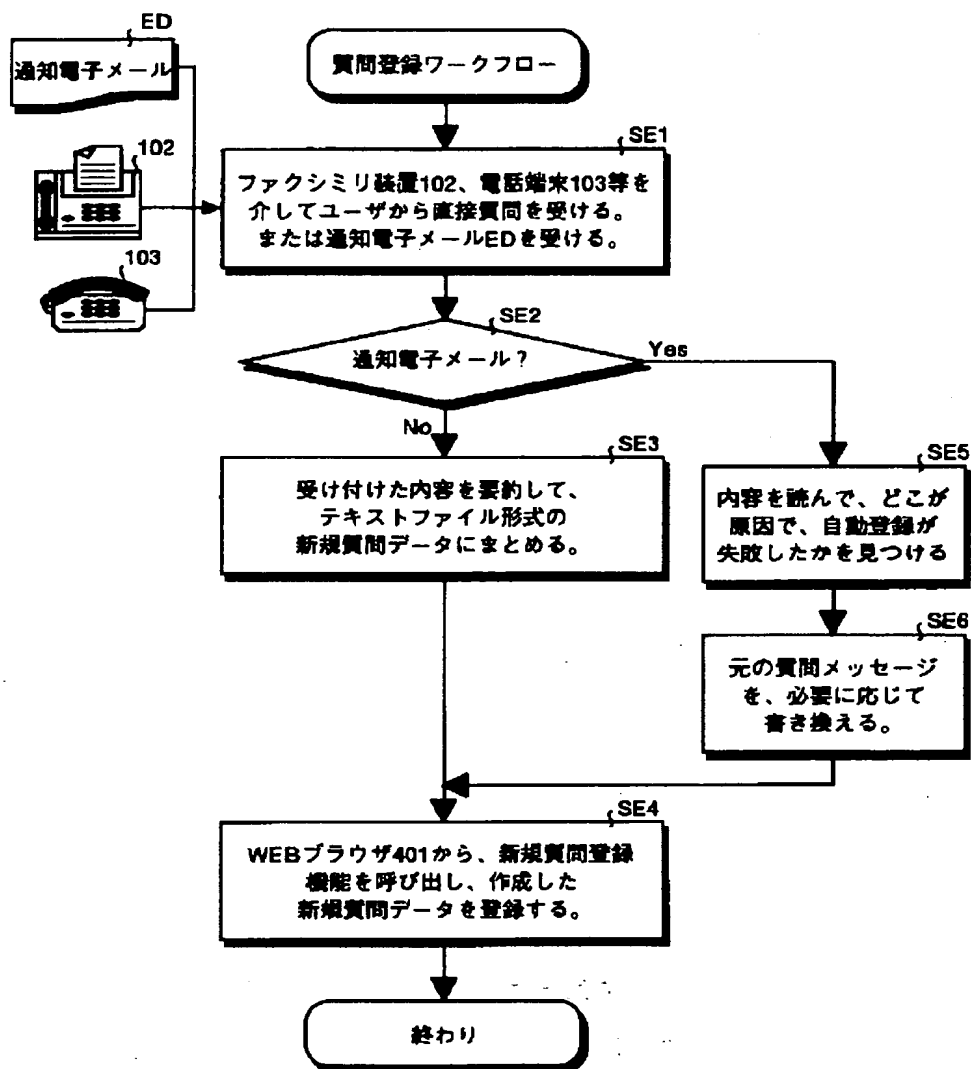 ED
通知電子メール
102
103
質問登録ワークフロー
SE1
ファクシミリ装置102、電話端末103等を
介してユーザから直接質問を受ける。
または通知電子メールEDを受ける。
SE2
通知電子メール?
Yes
No
SE3
受け付けた内容を要約して、
テキストファイル形式の
新規質問データにまとめる。
SE5
内容を読んで、どこが
原因で、自動登録が
失敗したかを見つける
SE6
元の質問メッセージ
を、必要に応じて
書き換える。
SE4
WEBブラウザ401から、新規質問登録
機能を呼び出し、作成した
新規質問データを登録する。
終わり